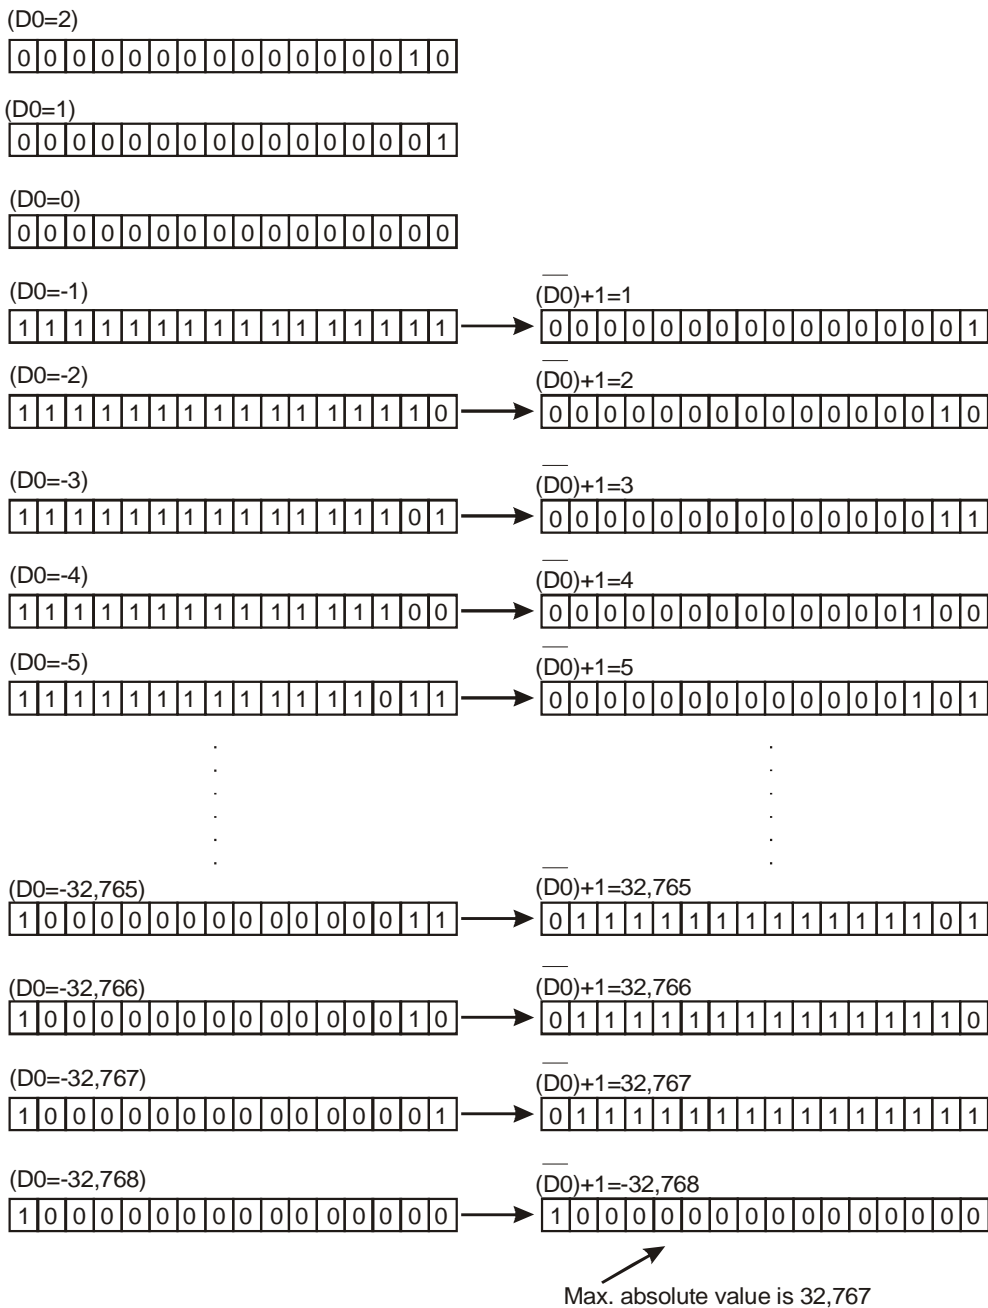 (D0=2)
0 0 0 0 0 0 0 0 0 0 0 0 0 0 1 0
(D0=1)
0 0 0 0 0 0 0 0 0 0 0 0 0 0 0 1
(D0=0)
0 0 0 0 0 0 0 0 0 0 0 0 0 0 0 0
(D0=-1)
1 1 1 1 1 1 1 1 1 1 1 1 1 1 1 1
(D̅0̅)+1=1
0 0 0 0 0 0 0 0 0 0 0 0 0 0 0 1
(D0=-2)
1 1 1 1 1 1 1 1 1 1 1 1 1 1 1 0
(D̅0̅)+1=2
0 0 0 0 0 0 0 0 0 0 0 0 0 0 1 0
(D0=-3)
1 1 1 1 1 1 1 1 1 1 1 1 1 1 0 1
(D̅0̅)+1=3
0 0 0 0 0 0 0 0 0 0 0 0 0 0 1 1
(D0=-4)
1 1 1 1 1 1 1 1 1 1 1 1 1 1 0 0
(D̅0̅)+1=4
0 0 0 0 0 0 0 0 0 0 0 0 0 1 0 0
(D0=-5)
1 1 1 1 1 1 1 1 1 1 1 1 1 0 1 1
(D̅0̅)+1=5
0 0 0 0 0 0 0 0 0 0 0 0 0 1 0 1
(D0=-32,765)
1 0 0 0 0 0 0 0 0 0 0 0 0 0 1 1
(D̅0̅)+1=32,765
0 1 1 1 1 1 1 1 1 1 1 1 1 1 0 1
(D0=-32,766)
1 0 0 0 0 0 0 0 0 0 0 0 0 0 1 0
(D̅0̅)+1=32,766
0 1 1 1 1 1 1 1 1 1 1 1 1 1 1 0
(D0=-32,767)
1 0 0 0 0 0 0 0 0 0 0 0 0 0 0 1
(D̅0̅)+1=32,767
0 1 1 1 1 1 1 1 1 1 1 1 1 1 1 1
(D0=-32,768)
1 0 0 0 0 0 0 0 0 0 0 0 0 0 0 0
(D̅0̅)+1=-32,768
1 0 0 0 0 0 0 0 0 0 0 0 0 0 0 0
Max. absolute value is 32,767